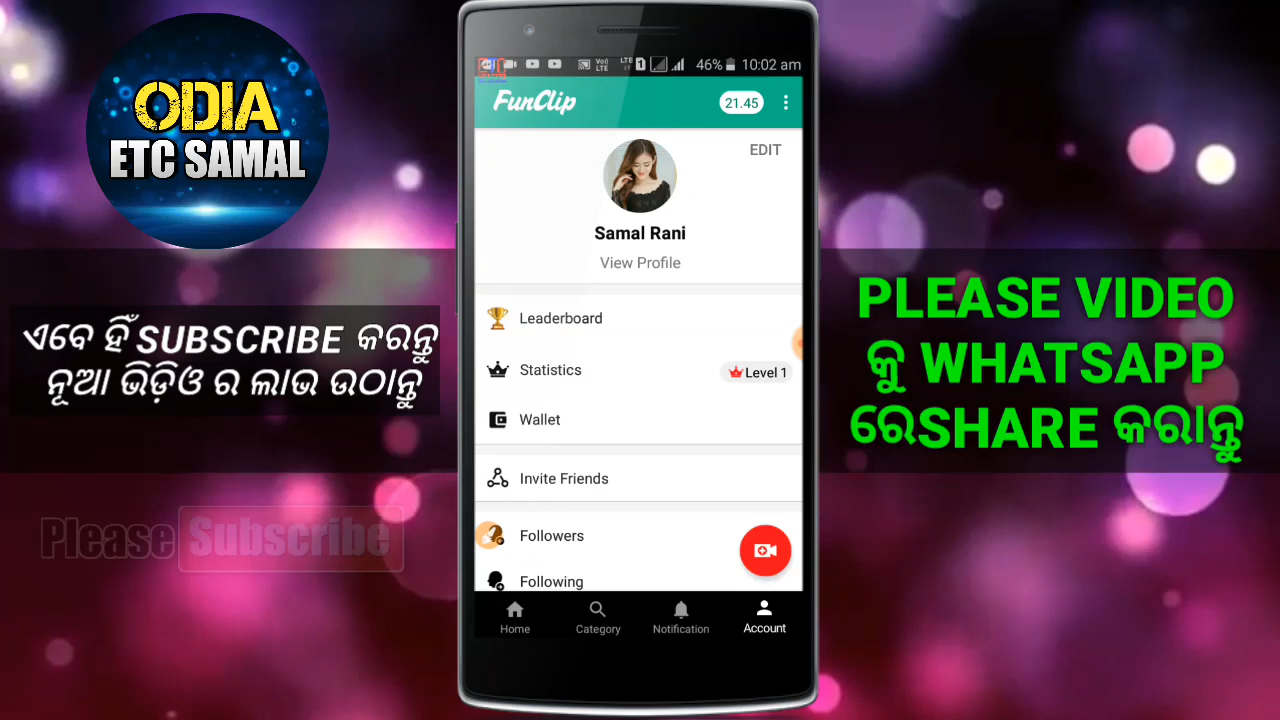 ODIA
ETC SAMAL
ଏବେ ହିଁ SUBSCRIBE କରନ୍ତୁ
ନୂଆ ଭିଡ଼ିଓ ର ଲାଭ ଉଠାନ୍ତୁ
Please Subscribe
46% 10:02 am
FunClip
21.45
EDIT
Samal Rani
View Profile
Leaderboard
Statistics
Level 1
Wallet
Invite Friends
Followers
Following
Home
Category
Notification
Account
PLEASE VIDEO
କୁ WHATSAPP
ରେSHARE କରାନ୍ତୁ